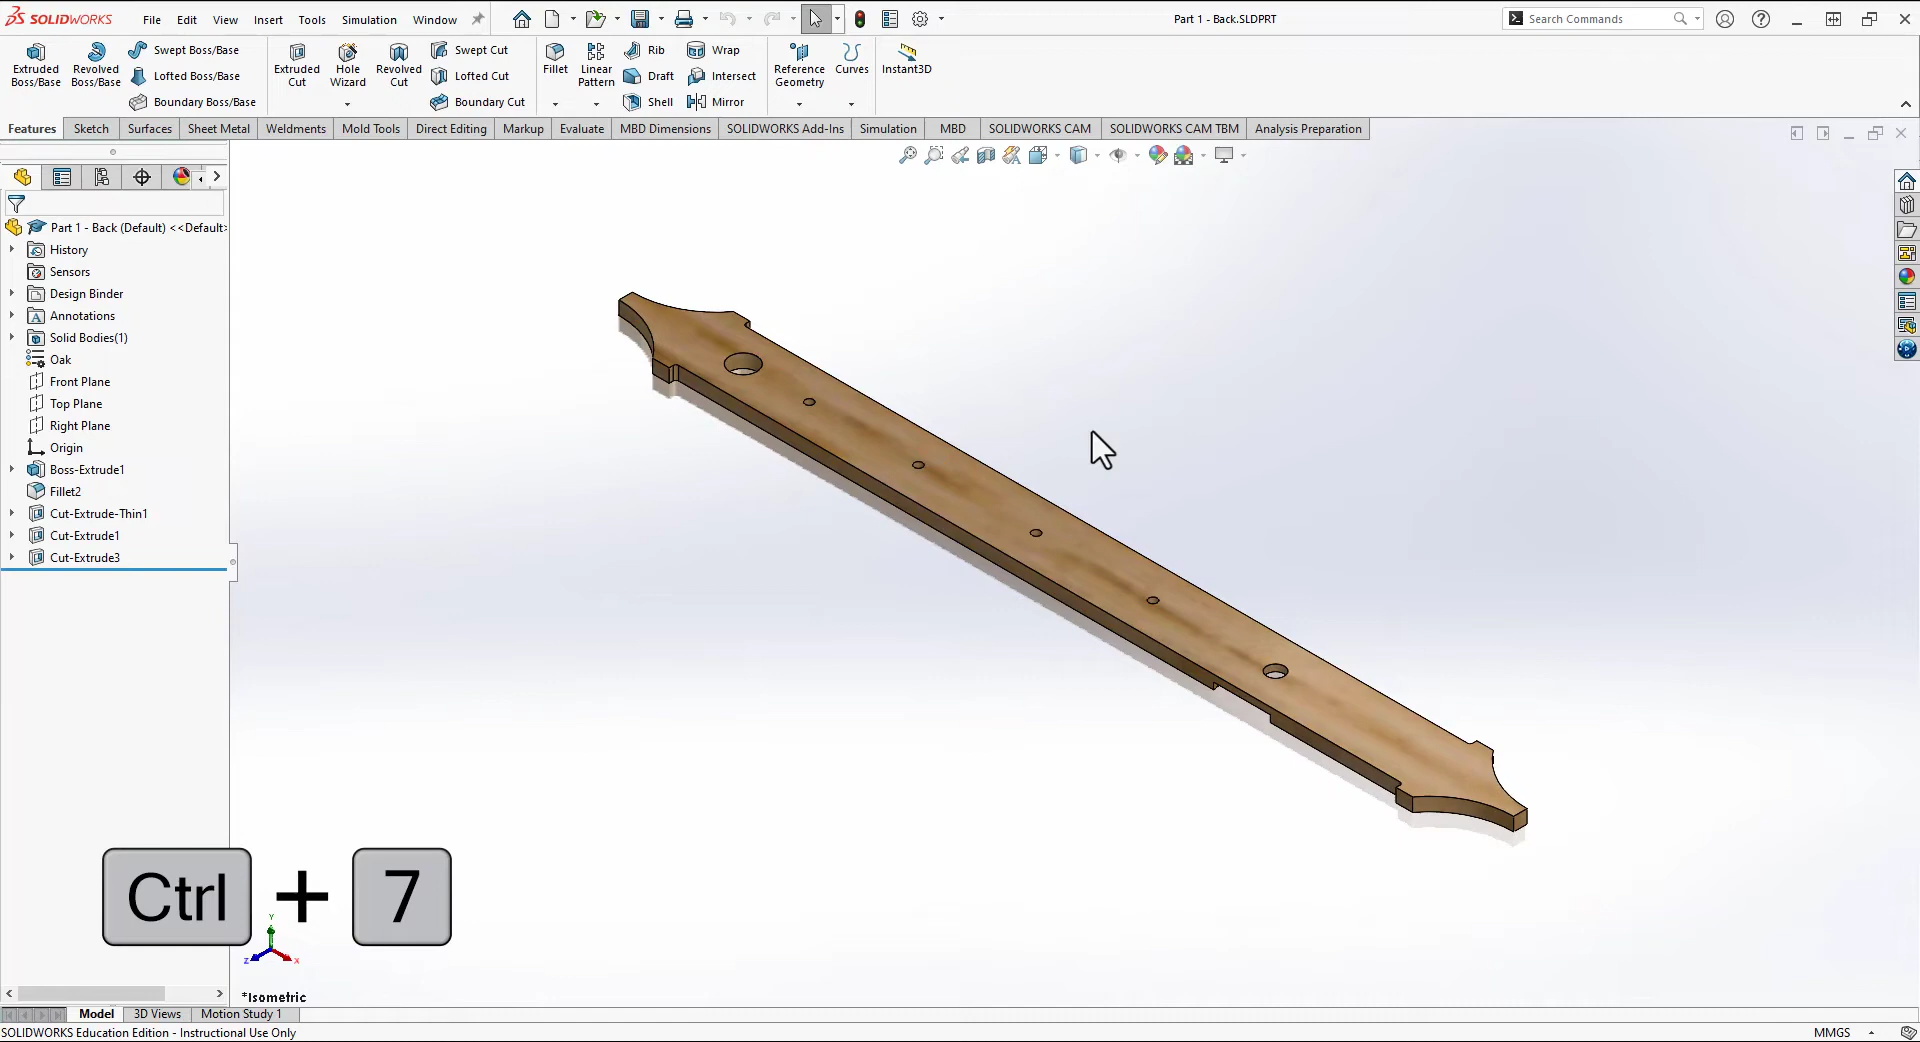 SOLIDWORKS File Edit View Insert Tools Simulation Window Part 1 - Back.SLDPRT Search Commands
Extruded Boss/Base
Revolved Boss/Base
Swept Boss/Base
Lofted Boss/Base
Boundary Boss/Base
Extruded Cut
Hole Wizard
Revolved Cut
Swept Cut
Lofted Cut
Boundary Cut
Fillet
Linear Pattern
Rib
Draft
Shell
Wrap
Intersect
Mirror
Reference Geometry
Curves
Instant3D
Features Sketch Surfaces Sheet Metal Weldments Mold Tools Direct Editing Markup Evaluate MBD Dimensions SOLIDWORKS Add-Ins Simulation MBD SOLIDWORKS CAM SOLIDWORKS CAM TBM Analysis Preparation
Part 1 - Back (Default) <<Default>
History
Sensors
Design Binder
Annotations
Solid Bodies(1)
Oak
Front Plane
Top Plane
Right Plane
Origin
Boss-Extrude1
Fillet2
Cut-Extrude-Thin1
Cut-Extrude1
Cut-Extrude3
Ctrl + 7
Y
Z X
*Isometric
Model 3D Views Motion Study 1
SOLIDWORKS Education Edition - Instructional Use Only MMGS